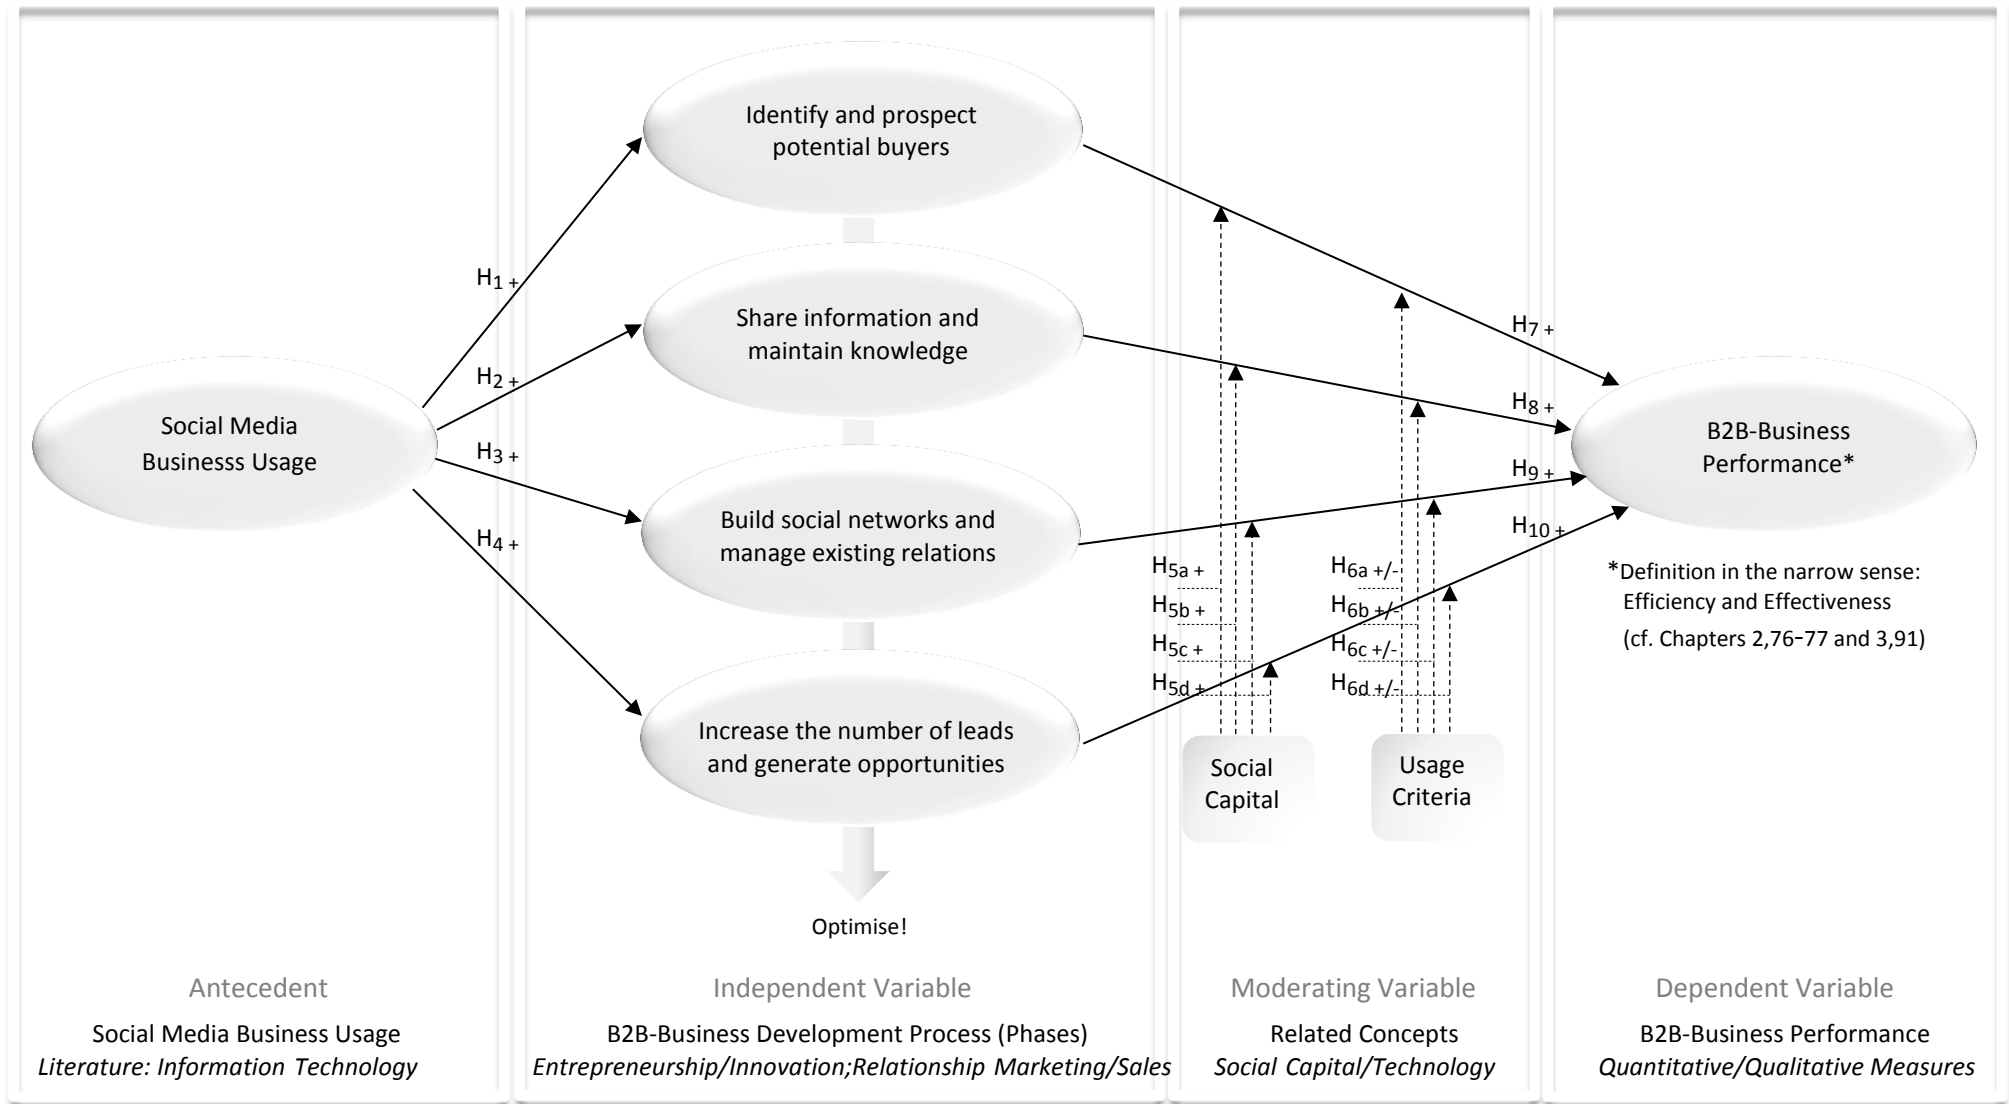 Social Media
Businesss Usage
H1 +
H2 +
H3 +
H4 +
Identify and prospect
potential buyers
Share information and
maintain knowledge
Build social networks and
manage existing relations
Increase the number of leads
and generate opportunities
Optimise!
H5a +
H5b +
H5c +
H5d +
Social
Capital
H6a +/-
H6b +/-
H6c +/-
H6d +/-
Usage
Criteria
H7 +
H8 +
H9 +
H10 +
B2B-Business
Performance*
*Definition in the narrow sense:
Efficiency and Effectiveness
(cf. Chapters 2,76-77 and 3,91)
Antecedent
Social Media Business Usage
Literature: Information Technology
Independent Variable
B2B-Business Development Process (Phases)
Entrepreneurship/Innovation;Relationship Marketing/Sales
Moderating Variable
Related Concepts
Social Capital/Technology
Dependent Variable
B2B-Business Performance
Quantitative/Qualitative Measures